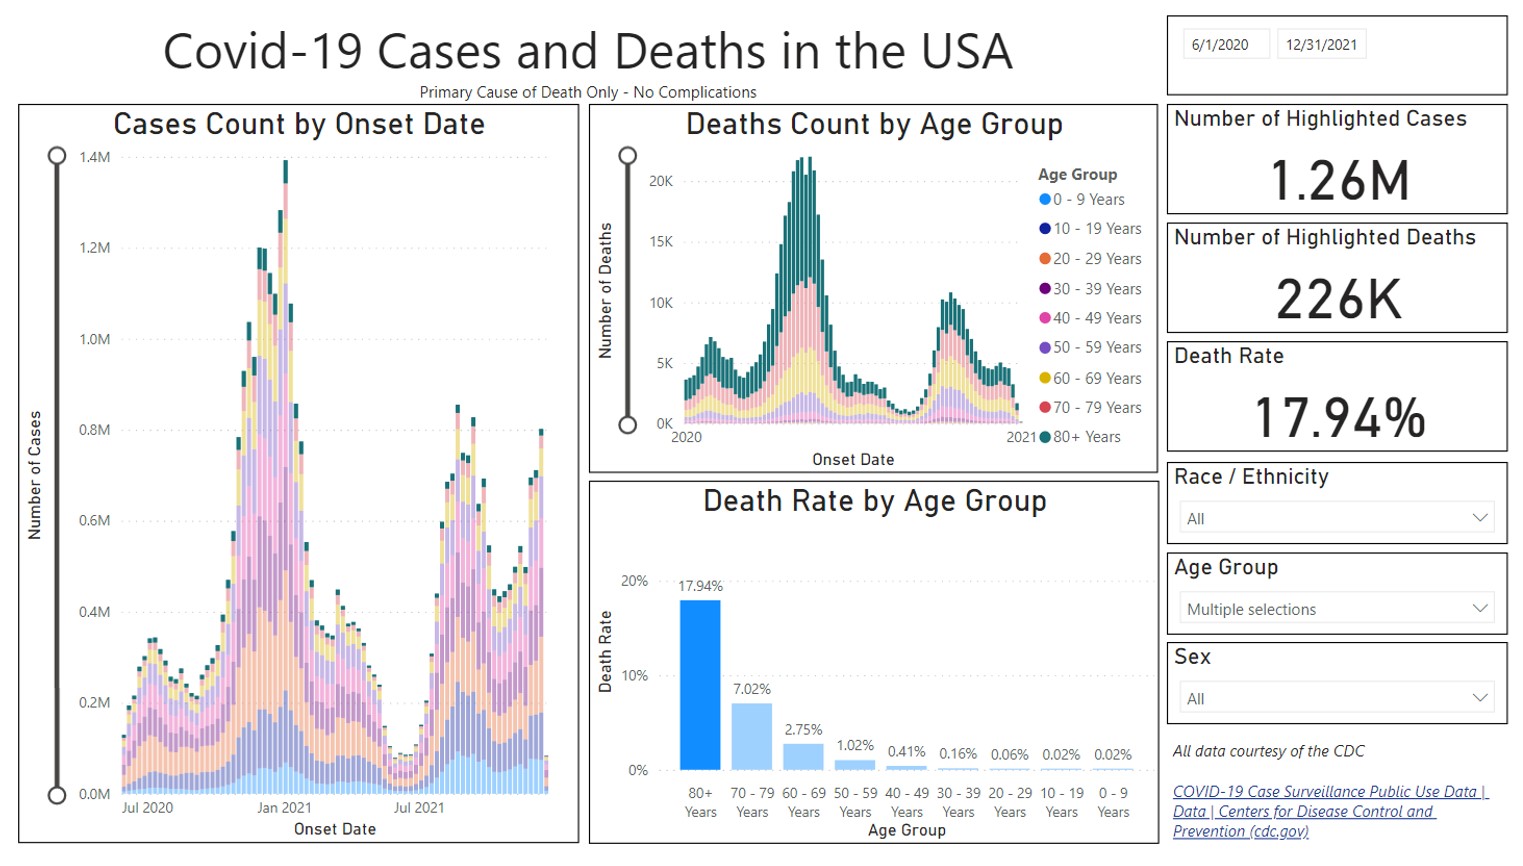 Covid-19 Cases and Deaths in the USA
Primary Cause of Death Only - No Complications
6/1/2020 12/31/2021
Cases Count by Onset Date
Number of Cases
1.4M
1.2M
1.0M
0.8M
0.6M
0.4M
0.2M
0.0M
Jul 2020 Jan 2021 Jul 2021
Onset Date
Deaths Count by Age Group
Number of Deaths
20K
15K
10K
5K
0K
2020 2021
Onset Date
Age Group
0 - 9 Years
10 - 19 Years
20 - 29 Years
30 - 39 Years
40 - 49 Years
50 - 59 Years
60 - 69 Years
70 - 79 Years
80+ Years
Death Rate by Age Group
Death Rate
20%
10%
0%
17.94% 7.02% 2.75% 1.02% 0.41% 0.16% 0.06% 0.02% 0.02%
80+ 70 - 79 60 - 69 50 - 59 40 - 49 30 - 39 20 - 29 10 - 19 0 - 9
Years Years Years Years Years Years Years Years Years
Age Group
Number of Highlighted Cases
1.26M
Number of Highlighted Deaths
226K
Death Rate
17.94%
Race / Ethnicity
All
Age Group
Multiple selections
Sex
All
All data courtesy of the CDC
COVID-19 Case Surveillance Public Use Data |
Data | Centers for Disease Control and
Prevention (cdc.gov)